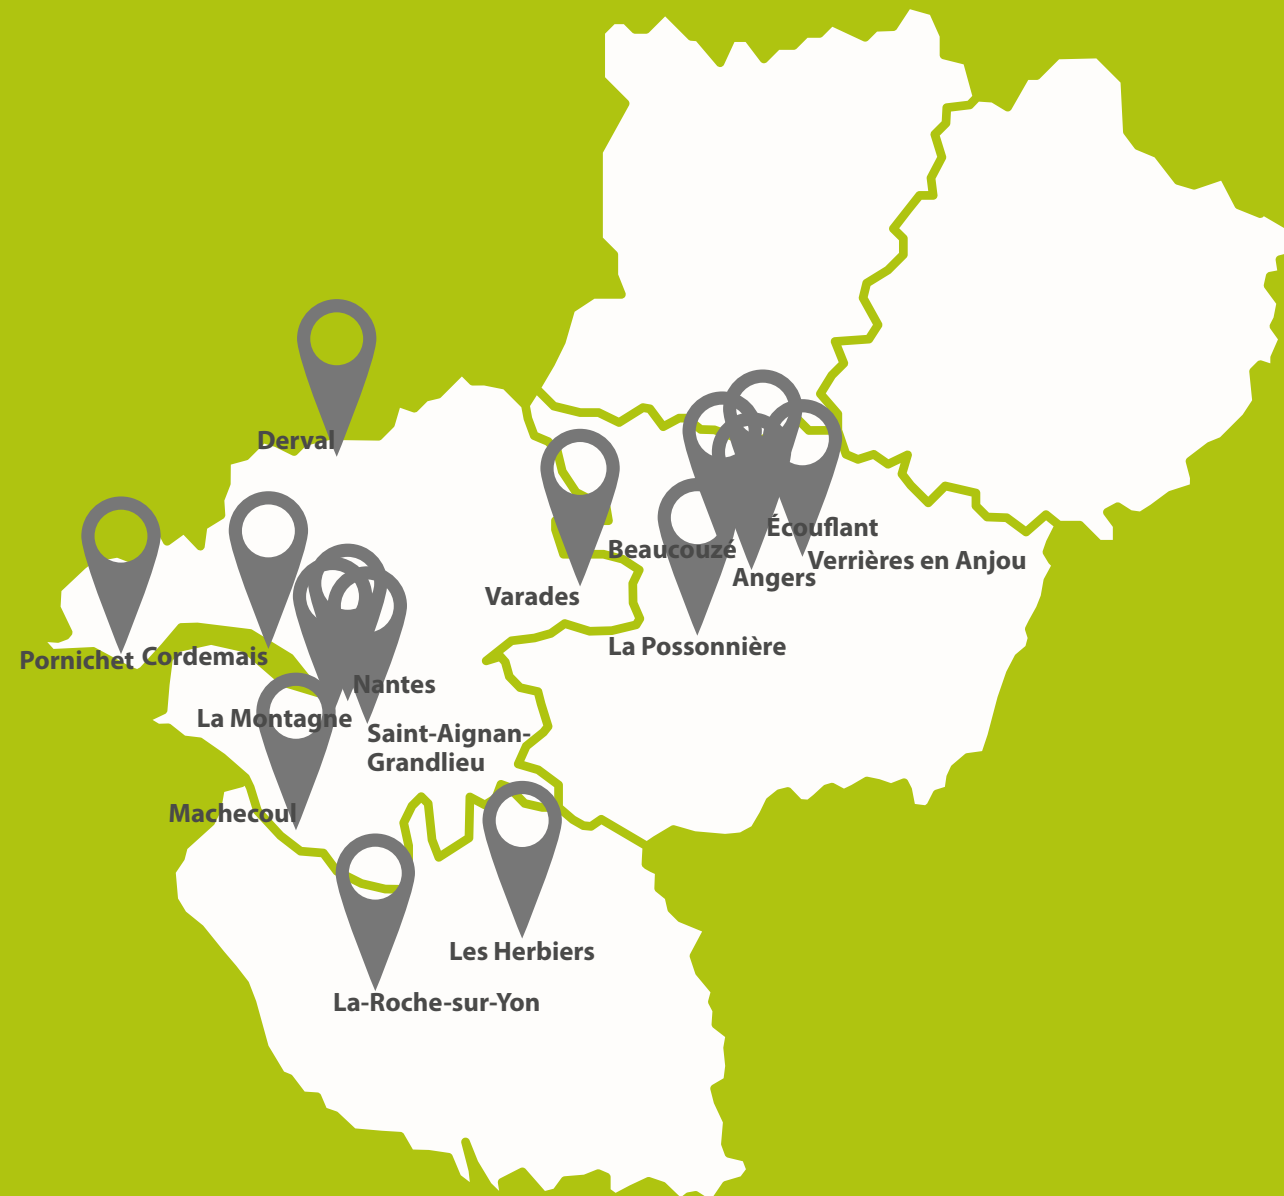 Derval
Écouflant
Beaucouzé
Verrières en Anjou
Angers
Varades
La Possonnière
Pornichet
Cordemais
Nantes
La Montagne
Saint-Aignan-
Grandlieu
Machecoul
Les Herbiers
La-Roche-sur-Yon